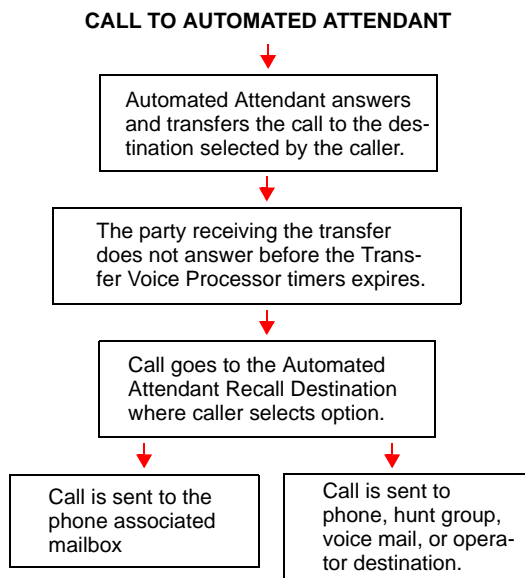 CALL TO AUTOMATED ATTENDANT
Automated Attendant answers
and transfers the call to the des-
tination selected by the caller.
The party receiving the transfer
does not answer before the Trans-
fer Voice Processor timers expires.
Call goes to the Automated
Attendant Recall Destination
where caller selects option.
Call is sent to the
phone associated
mailbox
Call is sent to
phone, hunt group,
voice mail, or opera-
tor destination.